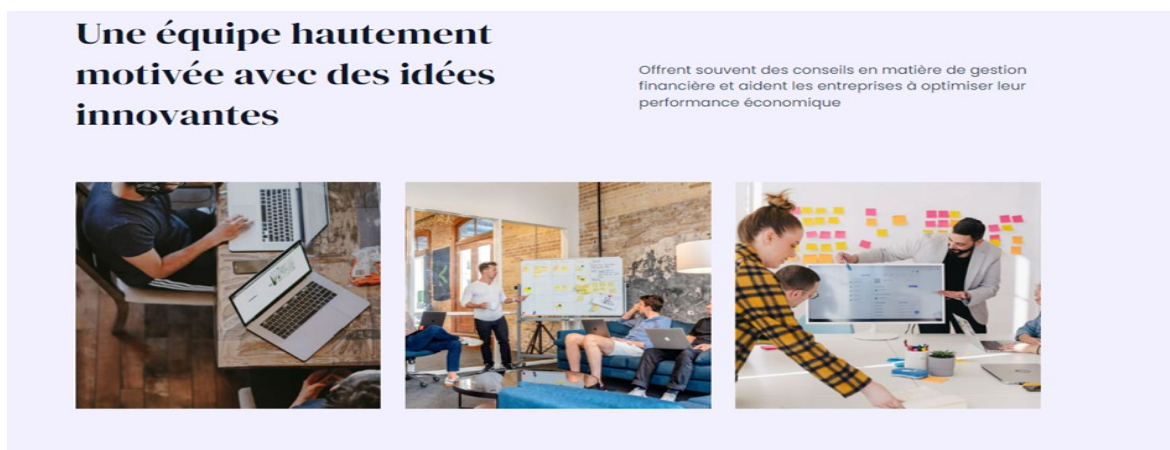 Une équipe hautement
motivée avec des idées
innovantes
Offrent souvent des conseils en matière de gestion
financière et aident les entreprises à optimiser leur
performance économique